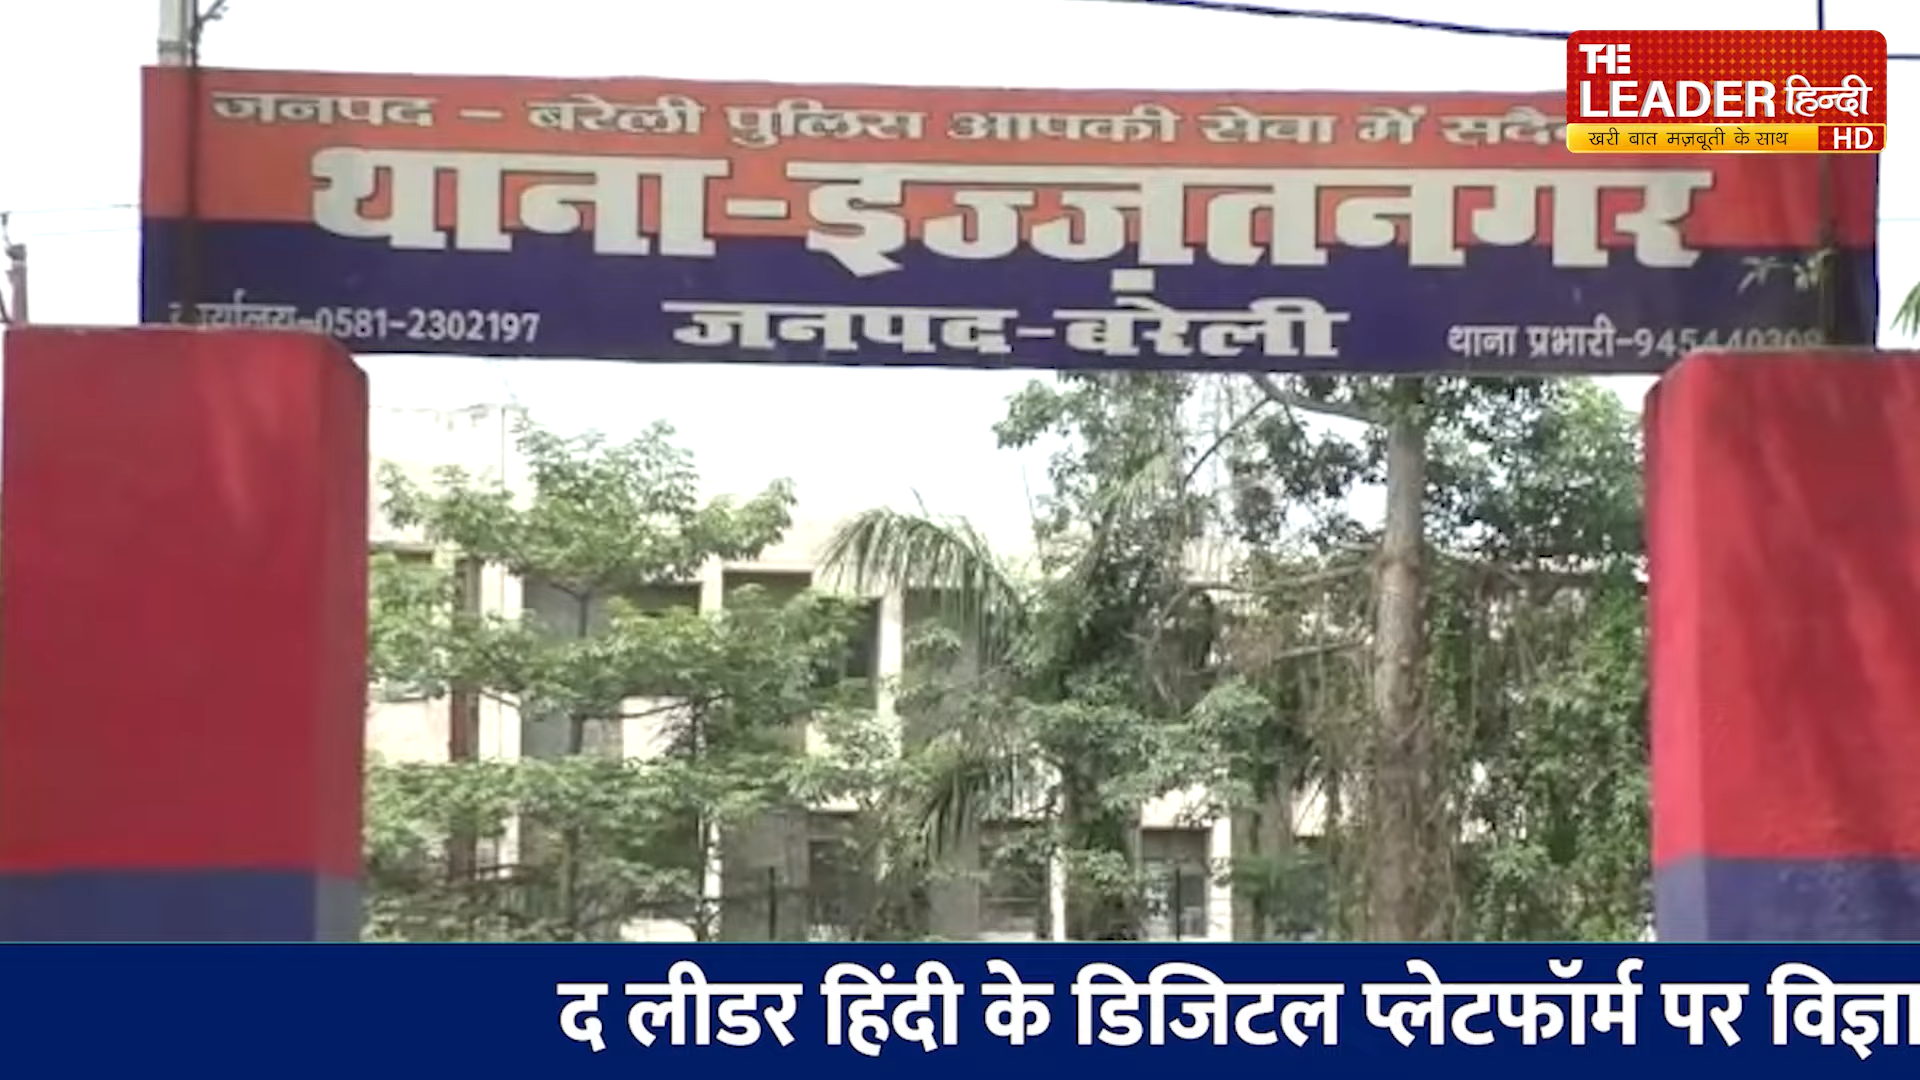 THE
LEADER हिन्दी
खरी बात मज़बूती के साथ HD
जनपद - बरेली पुलिस आपकी सेवा में
थाना-इज्जतनगर
0581-2302197 जनपद-बरेली थाना प्रभारी-
द लीडर हिंदी के डिजिटल प्लेटफॉर्म पर